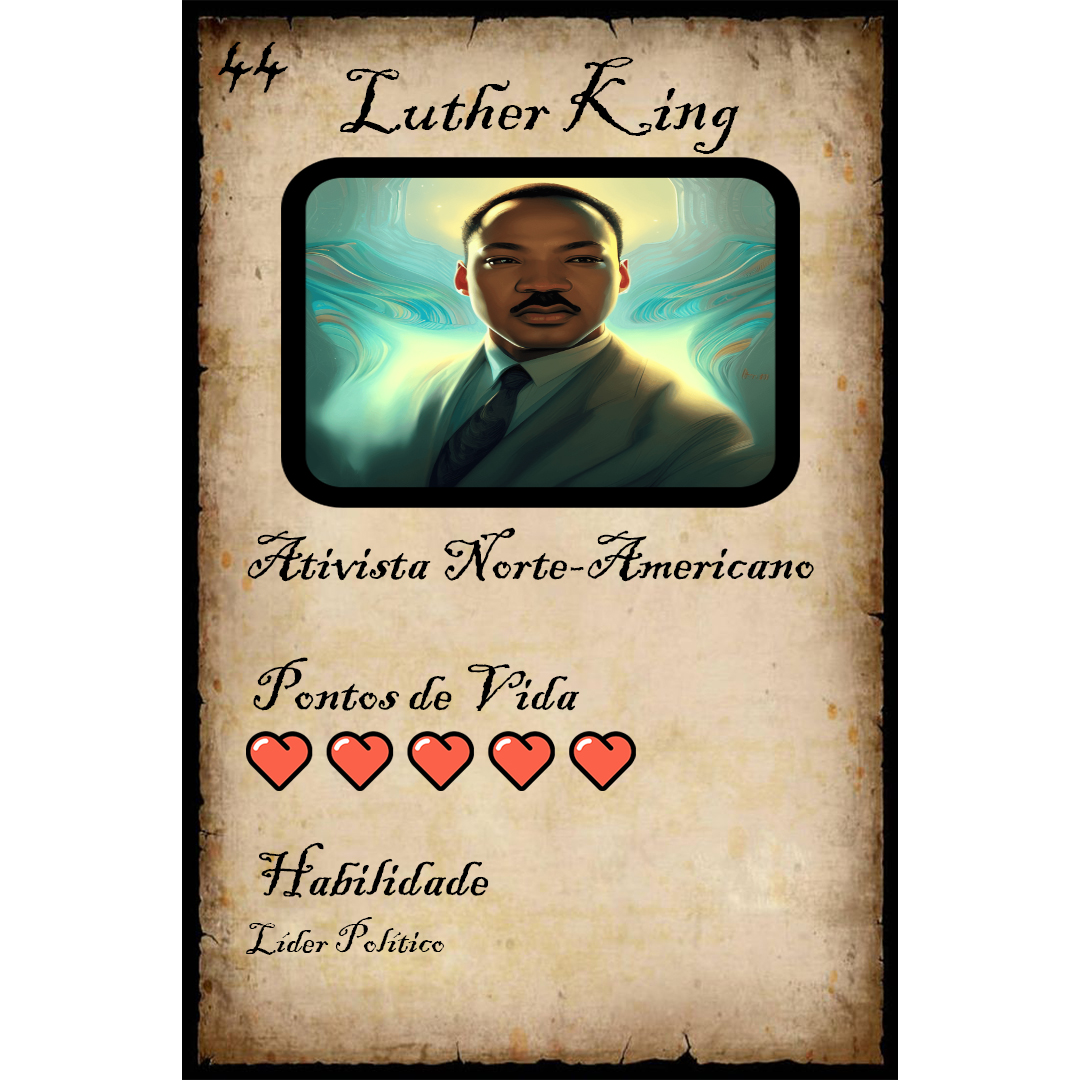 44
Luther King
Ativista Norte-Americano
Pontos de Vida
Habilidade
Líder Político